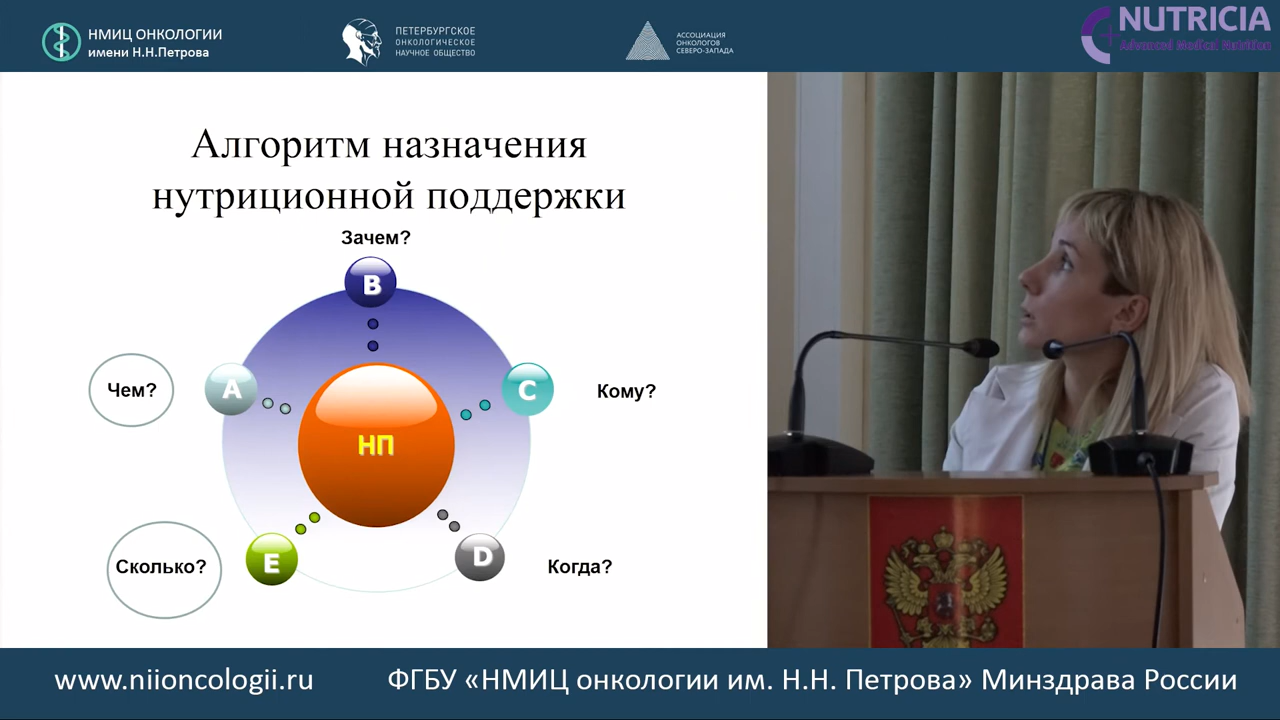 НМИЦ ОНКОЛОГИИ
имени Н.Н.Петрова
ПЕТЕРБУРГСКОЕ
ОНКОЛОГИЧЕСКОЕ
НАУЧНОЕ ОБЩЕСТВО
АССОЦИАЦИЯ
ОНКОЛОГОВ
СЕВЕРО-ЗАПАДА
NUTRICIA
Advanced Medical Nutrition
Алгоритм назначения
нутриционной поддержки
Зачем?
B
Чем?
A
C
Кому?
НП
Сколько?
E
D
Когда?
www.niioncologii.ru
ФГБУ «НМИЦ онкологии им. Н.Н. Петрова» Минздрава России